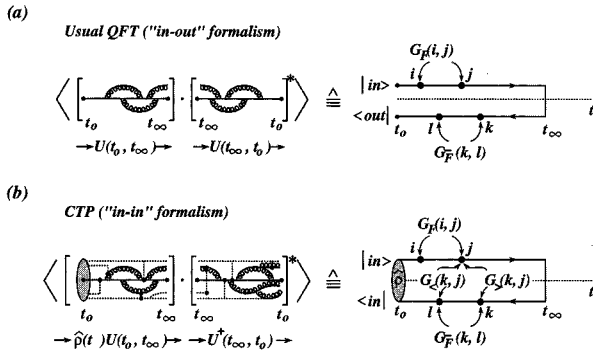 (a)
Usual QFT ("in-out" formalism)
G_F(i, j)
i j
|in>
< [ ] · [ ]* > ≙
t_o t_∞ t_∞ t_o
<out|
t_o l k t_∞ t
→U(t_o, t_∞)→ →U(t_∞, t_o)→
G_F̅(k, l)
(b)
CTP ("in-in" formalism)
G_F(i, j)
i j
|in>
< [ ] · [ ]* > ≙ ρ̂ G_<(k, j) G_>(k, j) t
<in|
t_o t_∞ t_∞ t_o t_o l k t_∞
→ρ̂(t )U(t_o, t_∞)→ →U†(t_∞, t_o)→
G_F̅(k, l)